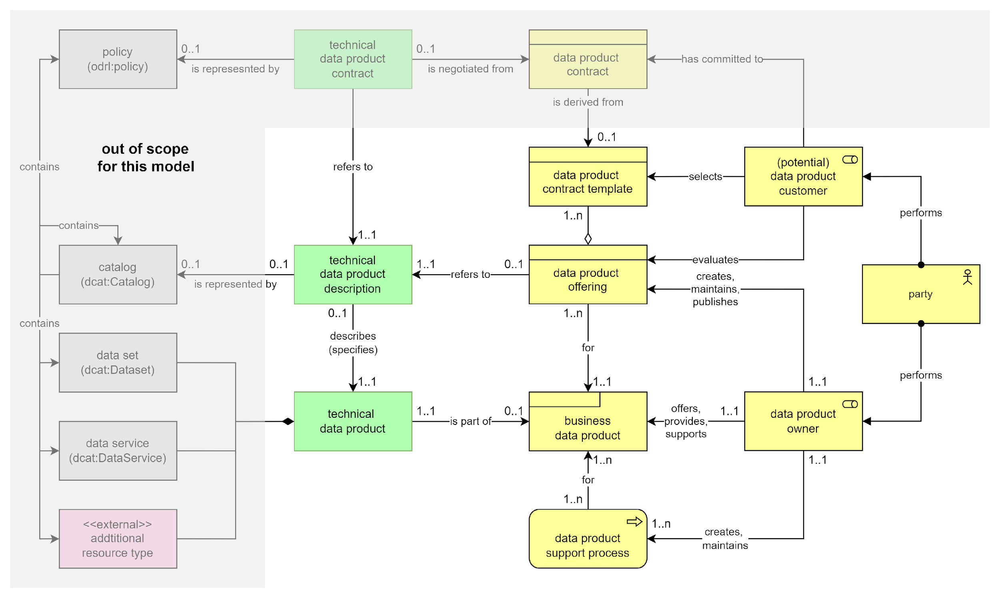 policy
(odrl:policy)
0..1
is represesnted by
technical
data product
contract
0..1
is negotiated from
data product
contract
has committed to
is derived from
out of scope
for this model
contains
refers to
0..1
data product
contract template
selects
(potential)
data product
customer
performs
1..n
contains
1..1
catalog
(dcat:Catalog)
0..1
0..1
is represented by
technical
data product
description
1..1
0..1
refers to
data product
offering
evaluates
creates,
maintains,
publishes
party
contains
0..1
describes
(specifies)
1..n
for
data set
(dcat:Dataset)
performs
1..1
1..1
1..1
technical
data product
1..1
0..1
is part of
business
data product
offers,
provides,
supports
1..1
data product
owner
data service
(dcat:DataService)
1..n
1..1
for
1..n
<<external>>
addtitional
resource type
data product
support process
1..n
creates,
maintains